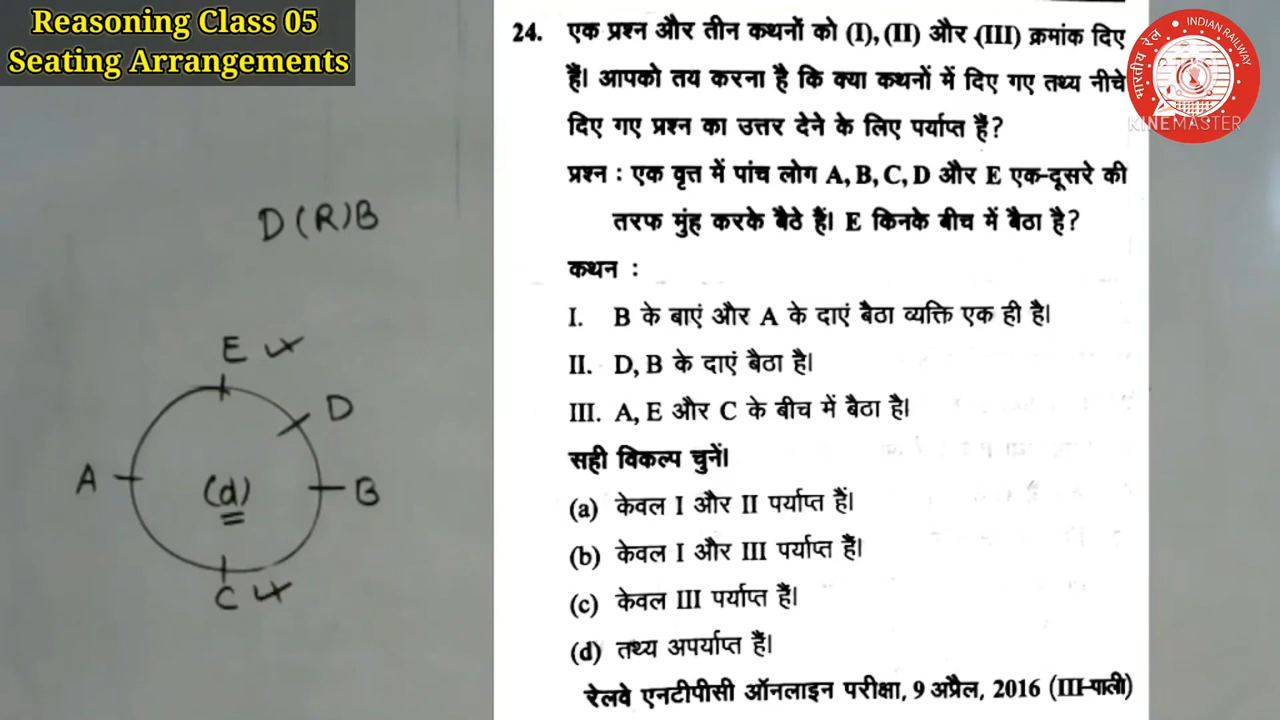 Reasoning Class 05
Seating Arrangements
D (R) B
E
D
A
(d)
B
C
24. एक प्रश्न और तीन कथनों को (I), (II) और (III) क्रमांक दिए
हैं। आपको तय करना है कि क्या कथनों में दिए गए तथ्य नीचे
दिए गए प्रश्न का उत्तर देने के लिए पर्याप्त हैं?
प्रश्न : एक वृत्त में पांच लोग A, B, C, D और E एक-दूसरे की
तरफ मुंह करके बैठे हैं। E किनके बीच में बैठा है?
कथन :
I. B के बाएं और A के दाएं बैठा व्यक्ति एक ही है।
II. D, B के दाएं बैठा है।
III. A, E और C के बीच में बैठा है।
सही विकल्प चुनें।
(a) केवल I और II पर्याप्त हैं।
(b) केवल I और III पर्याप्त हैं।
(c) केवल III पर्याप्त हैं।
(d) तथ्य अपर्याप्त हैं।
रेलवे एनटीपीसी ऑनलाइन परीक्षा, 9 अप्रैल, 2016 (III-पाली)
भारतीय रेल
INDIAN RAILWAY
KINEMASTER